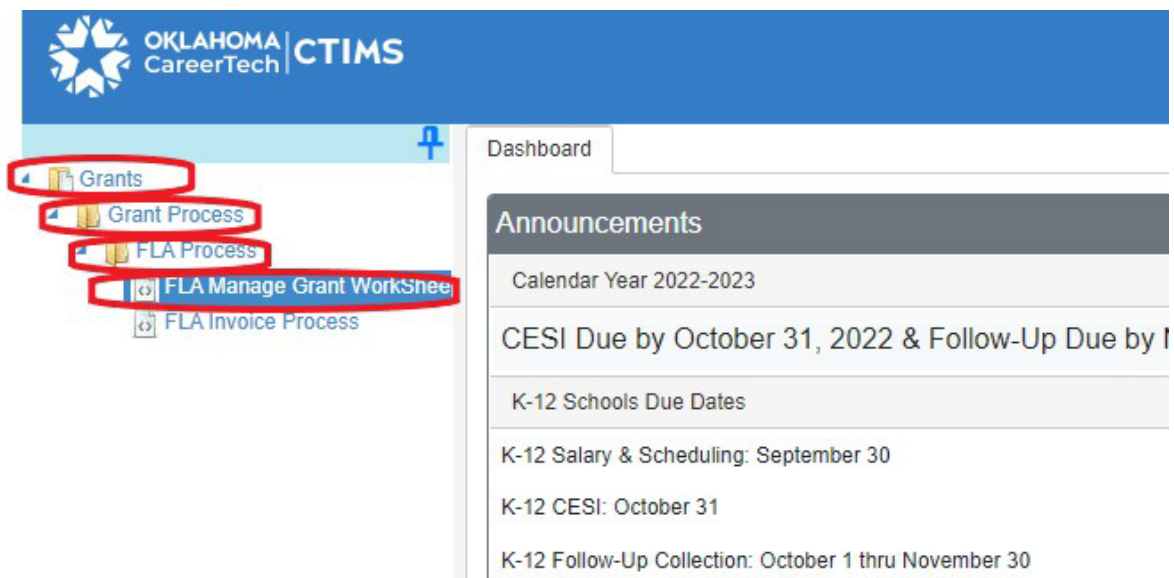 OKLAHOMA
CareerTech
CTIMS
Grants
Grant Process
FLA Process
FLA Manage Grant WorkShee
FLA Invoice Process
Dashboard
Announcements
Calendar Year 2022-2023
CESI Due by October 31, 2022 & Follow-Up Due by
K-12 Schools Due Dates
K-12 Salary & Scheduling: September 30
K-12 CESI: October 31
K-12 Follow-Up Collection: October 1 thru November 30